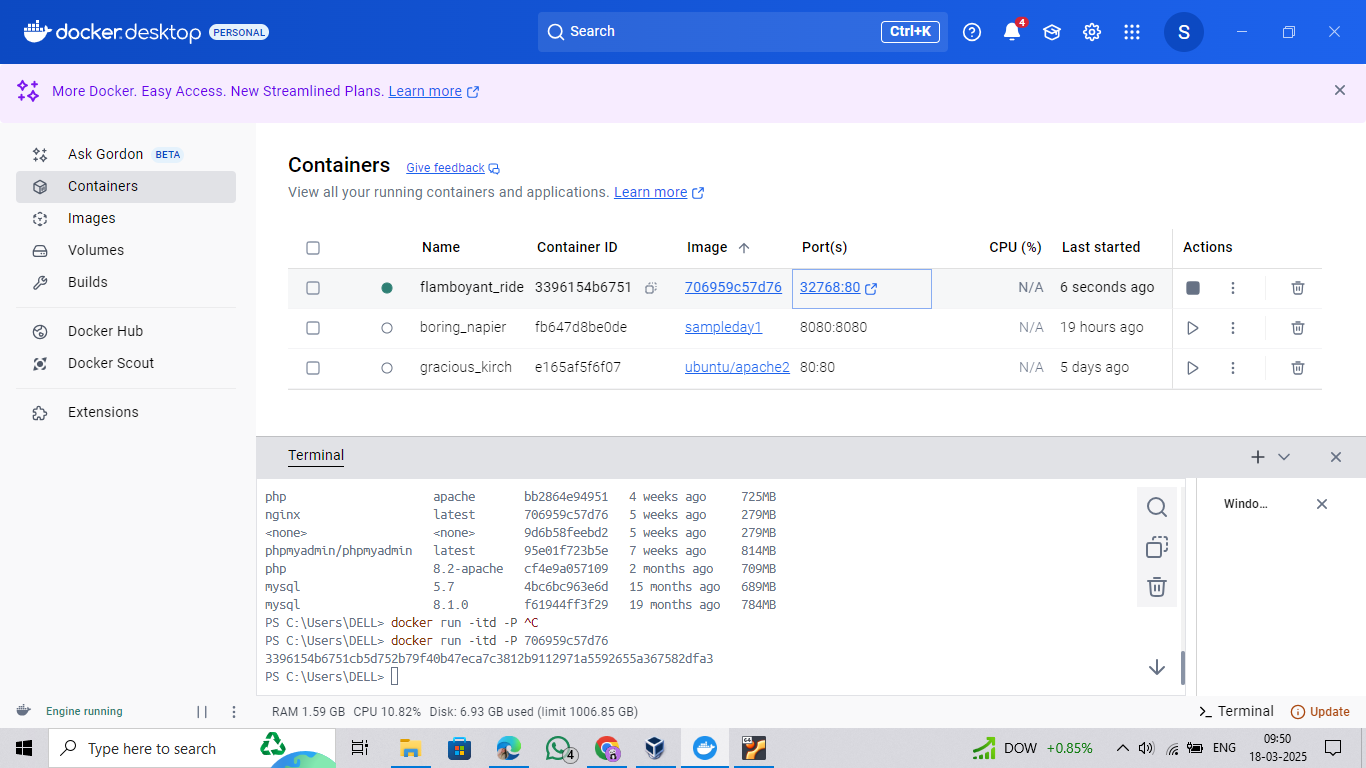 docker.desktop PERSONAL
Search Ctrl+K
4
S
More Docker. Easy Access. New Streamlined Plans. Learn more
Ask Gordon BETA
Containers
Images
Volumes
Builds
Docker Hub
Docker Scout
Extensions
Containers Give feedback
View all your running containers and applications. Learn more
Name Container ID Image Port(s) CPU (%) Last started Actions
flamboyant_ride 3396154b6751 706959c57d76 32768:80 N/A 6 seconds ago
boring_napier fb647d8be0de sampleday1 8080:8080 N/A 19 hours ago
gracious_kirch e165af5f6f07 ubuntu/apache2 80:80 N/A 5 days ago
Terminal
Windo...
php apache bb2864e94951 4 weeks ago 725MB
nginx latest 706959c57d76 5 weeks ago 279MB
<none> <none> 9d6b58feebd2 5 weeks ago 279MB
phpmyadmin/phpmyadmin latest 95e01f723b5e 7 weeks ago 814MB
php 8.2-apache cf4e9a057109 2 months ago 709MB
mysql 5.7 4bc6bc963e6d 15 months ago 689MB
mysql 8.1.0 f61944ff3f29 19 months ago 784MB
PS C:\Users\DELL> docker run -itd -P ^C
PS C:\Users\DELL> docker run -itd -P 706959c57d76
3396154b6751cb5d752b79f40b47eca7c3812b9112971a5592655a367582dfa3
PS C:\Users\DELL>
Engine running
RAM 1.59 GB CPU 10.82% Disk: 6.93 GB used (limit 1006.85 GB)
Terminal
Update
Type here to search
4
DOW +0.85%
ENG
09:50
18-03-2025